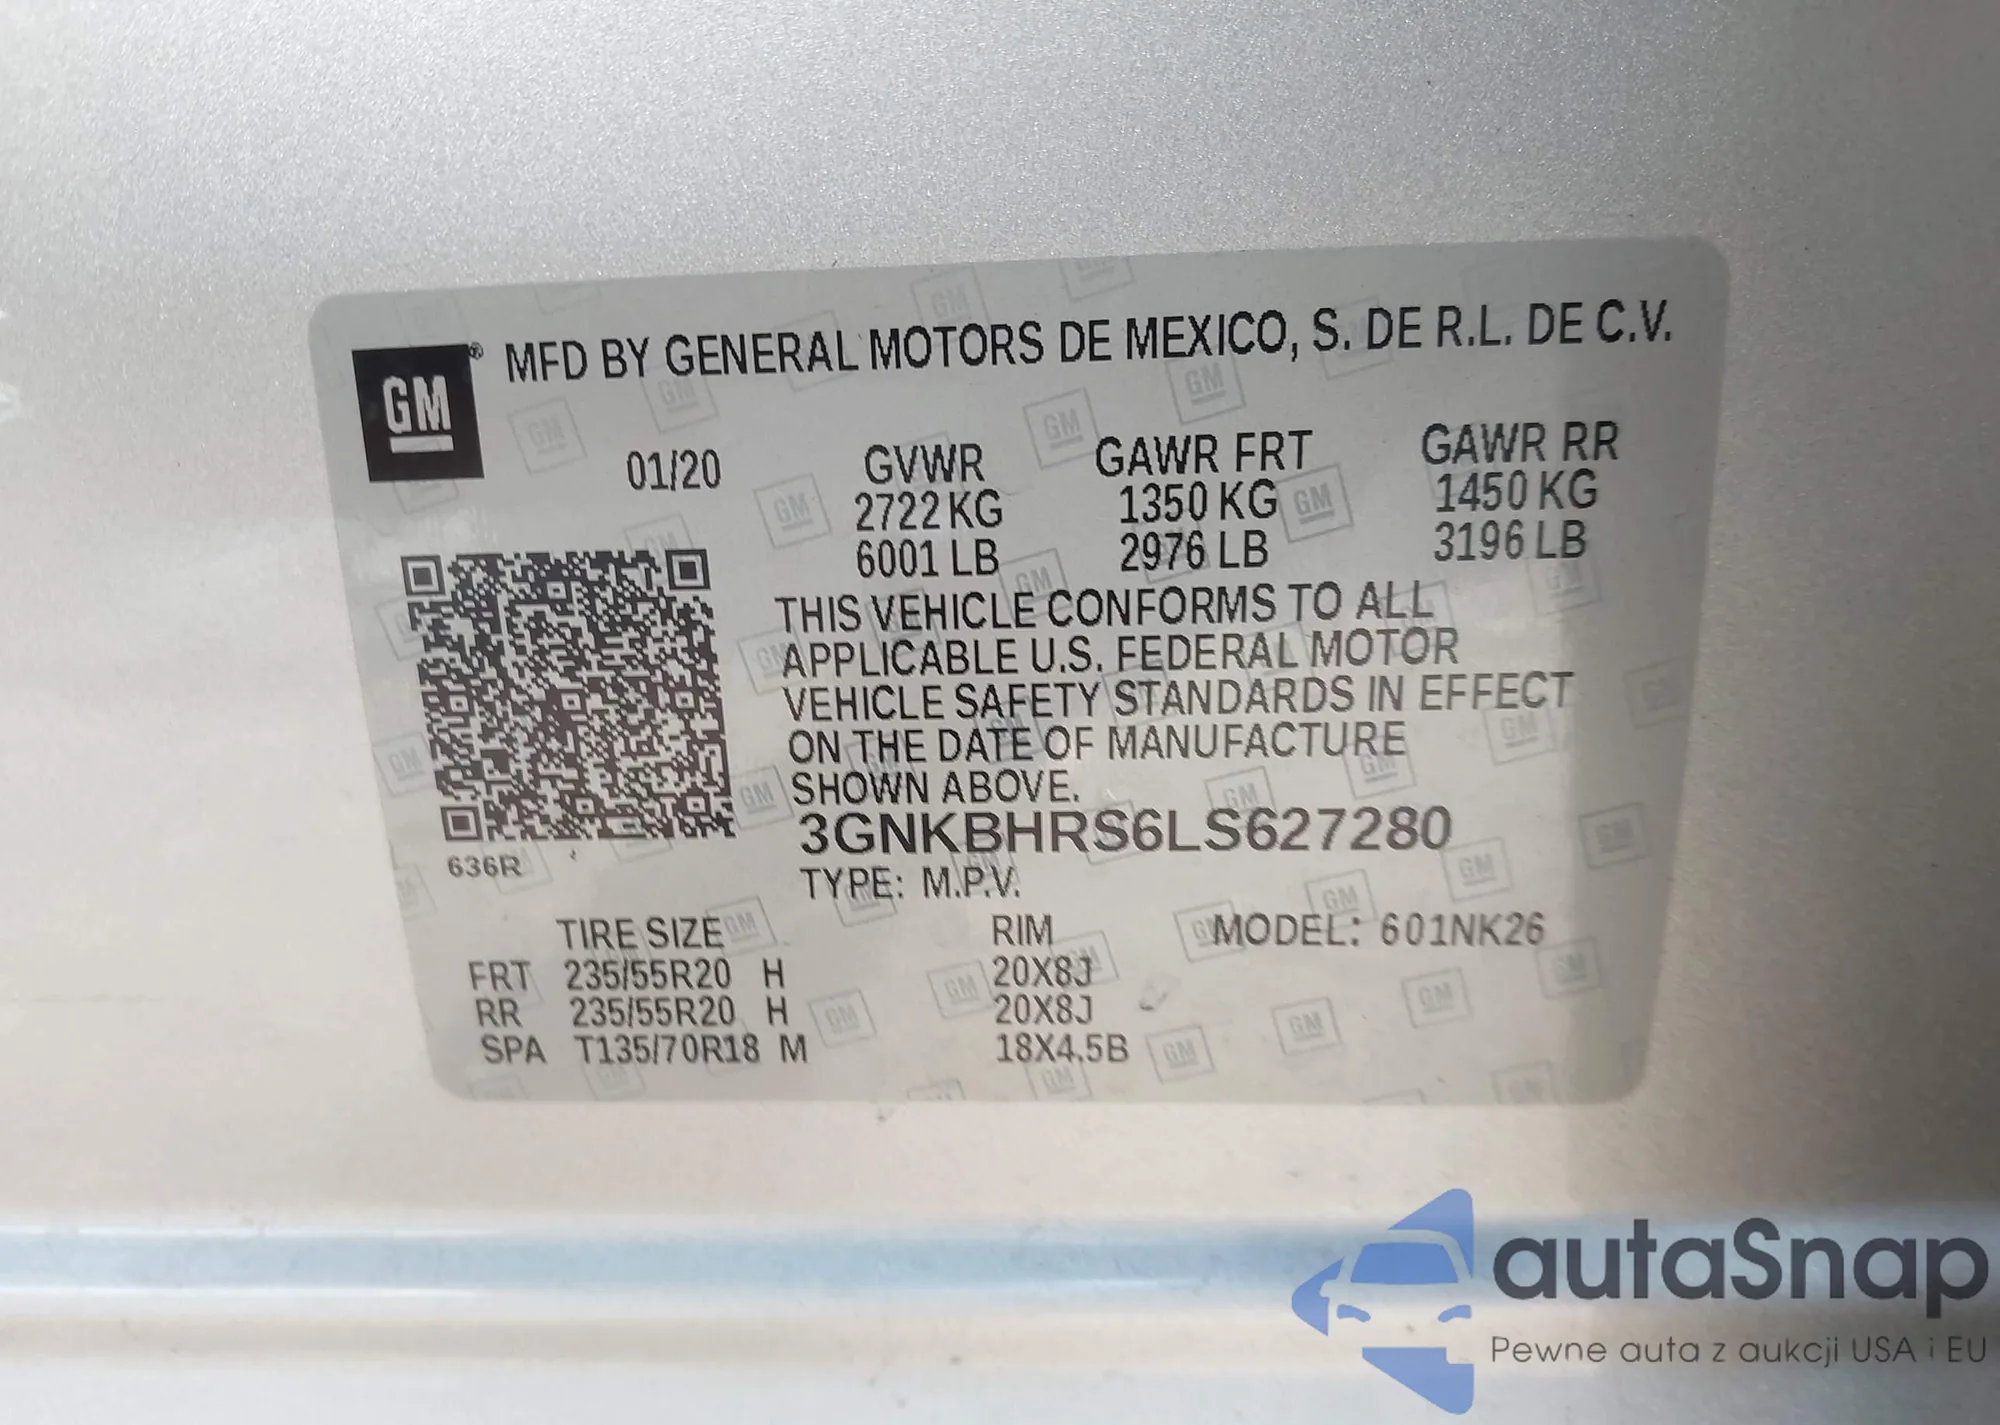 GM® MFD BY GENERAL MOTORS DE MEXICO, S. DE R.L. DE C.V.
01/20 GVWR GAWR FRT GAWR RR
2722 KG 1350 KG 1450 KG
6001 LB 2976 LB 3196 LB
THIS VEHICLE CONFORMS TO ALL
APPLICABLE U.S. FEDERAL MOTOR
VEHICLE SAFETY STANDARDS IN EFFECT
ON THE DATE OF MANUFACTURE
SHOWN ABOVE.
3GNKBHRS6LS627280
636R
TYPE: M.P.V.
TIRE SIZE RIM MODEL: 601NK26
FRT 235/55R20 H 20X8J
RR 235/55R20 H 20X8J
SPA T135/70R18 M 18X4.5B
autaSnap
Pewne auta z aukcji USA i EU